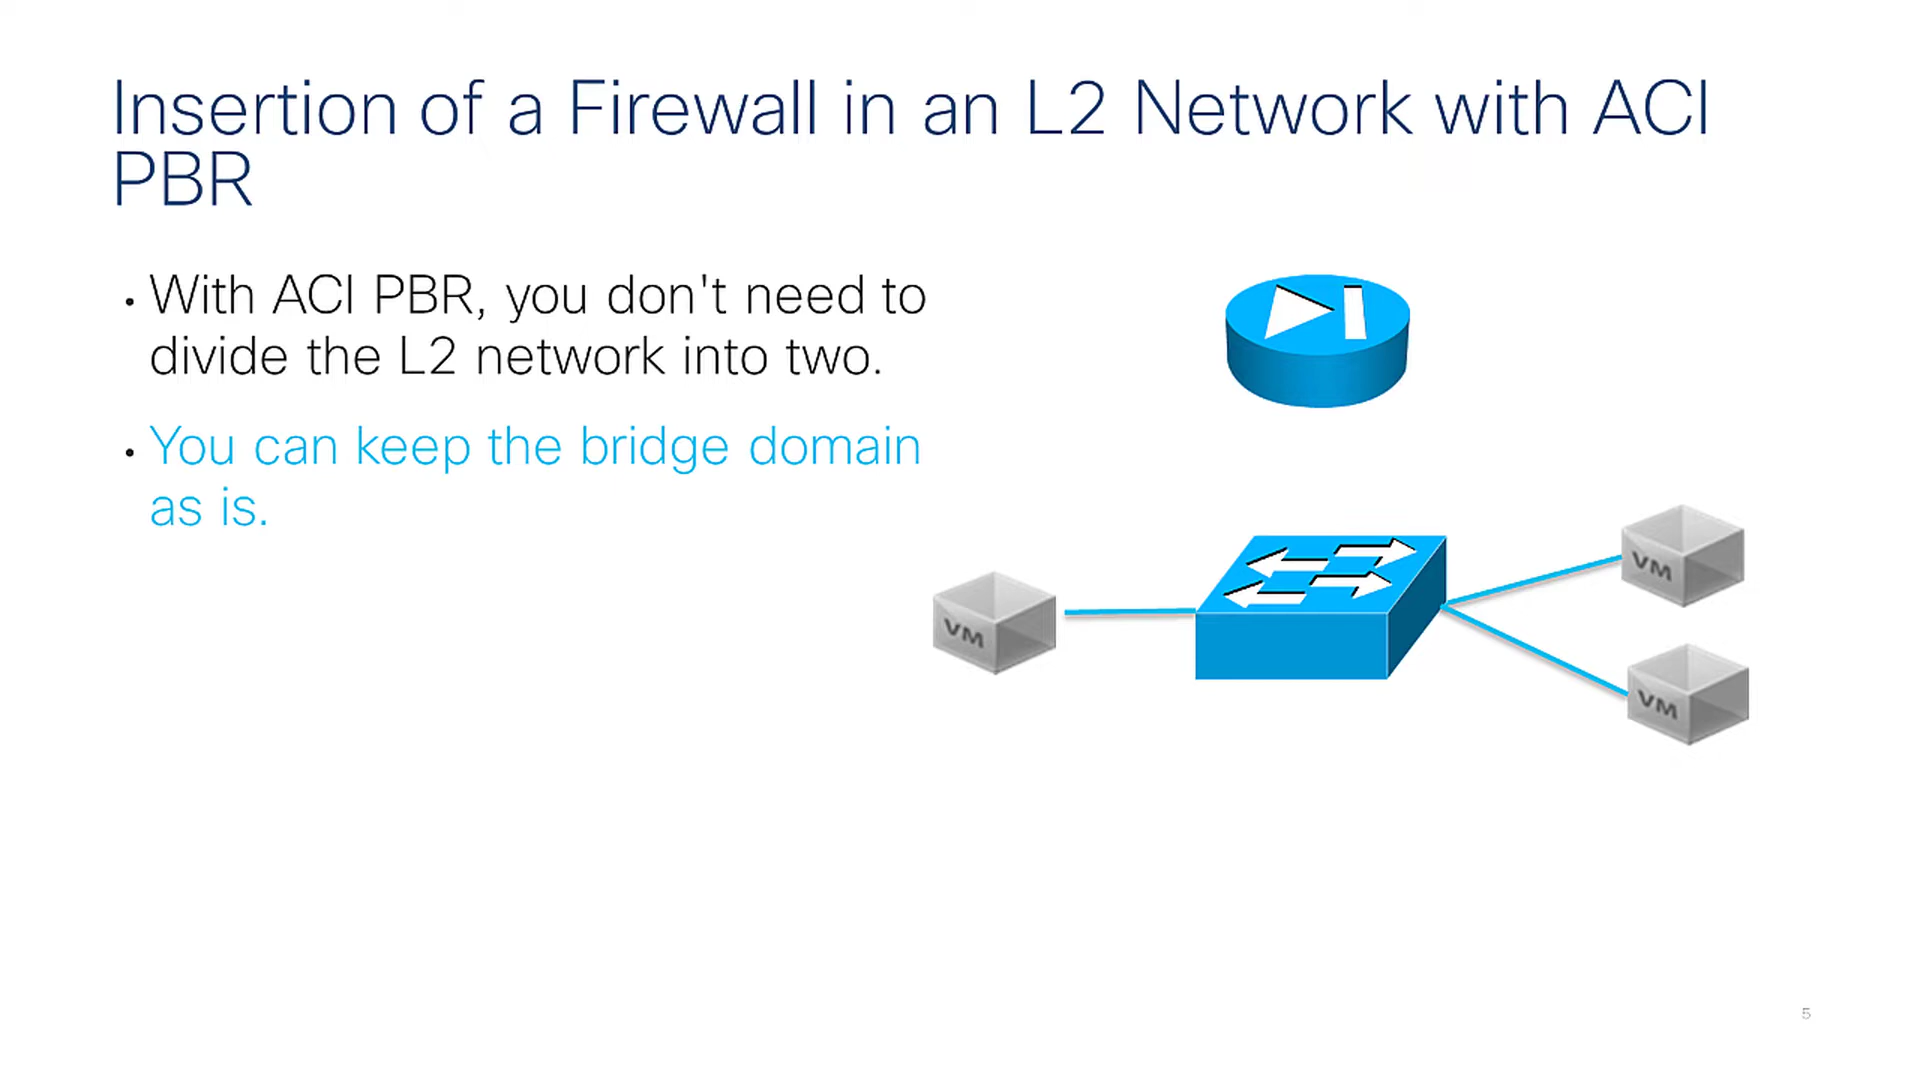 Insertion of a Firewall in an L2 Network with ACI
PBR
• With ACI PBR, you don't need to
divide the L2 network into two.
• You can keep the bridge domain
as is.
VM
VM
VM
5